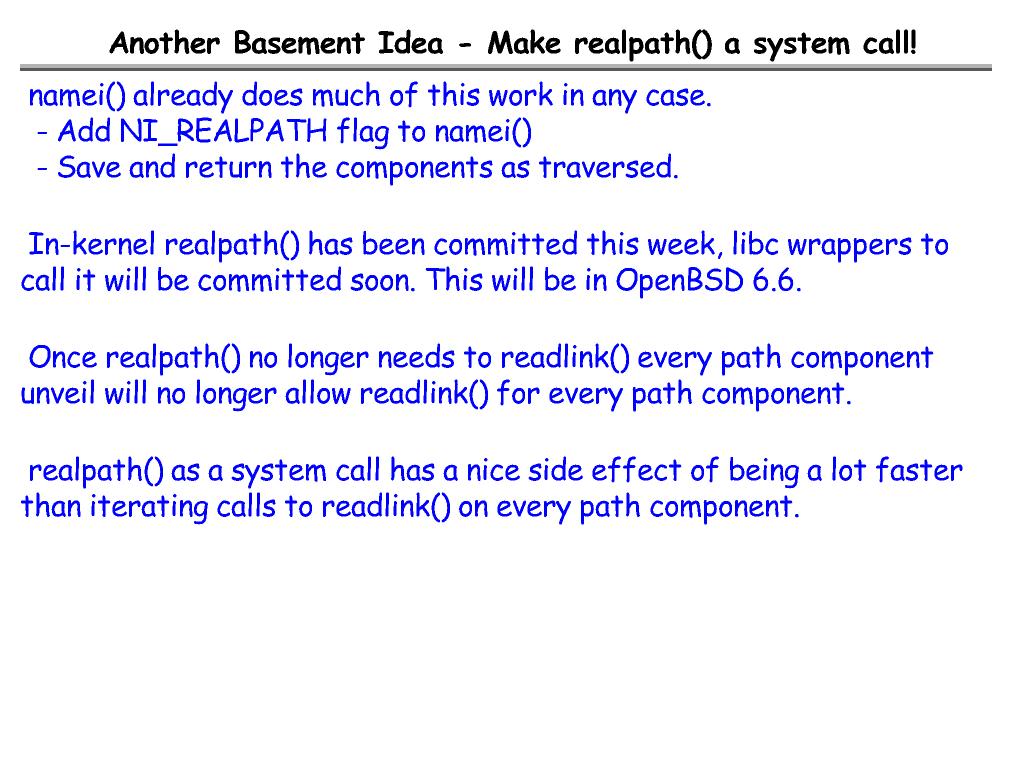 Another Basement Idea - Make realpath() a system call!
namei() already does much of this work in any case.
- Add NI_REALPATH flag to namei()
- Save and return the components as traversed.
In-kernel realpath() has been committed this week, libc wrappers to
call it will be committed soon. This will be in OpenBSD 6.6.
Once realpath() no longer needs to readlink() every path component
unveil will no longer allow readlink() for every path component.
realpath() as a system call has a nice side effect of being a lot faster
than iterating calls to readlink() on every path component.